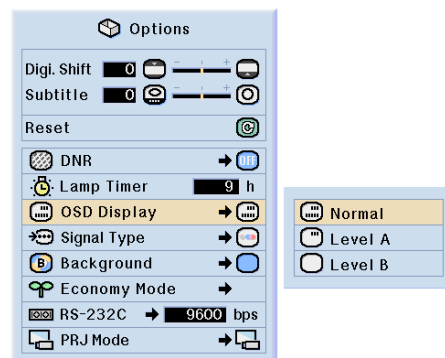 Options
Digi. Shift 0
Subtitle 0
Reset
DNR OFF
Lamp Timer 9 h
OSD Display
Signal Type
B Background
Economy Mode
RS-232C 9600 bps
PRJ Mode
Normal
Level A
Level B